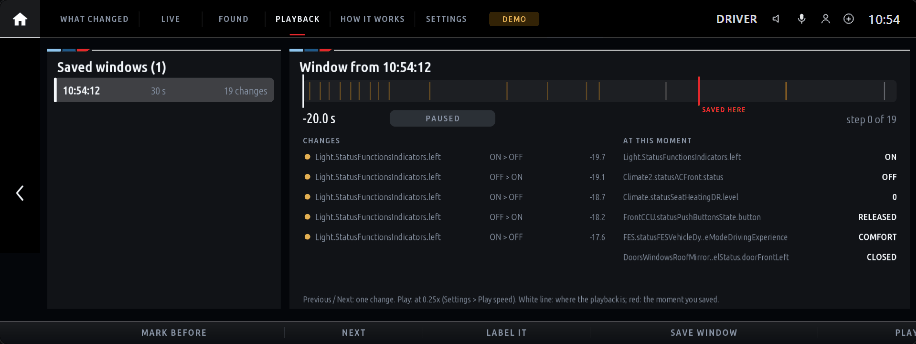 WHAT CHANGED LIVE FOUND PLAYBACK HOW IT WORKS SETTINGS DEMO DRIVER 10:54
Saved windows (1)
10:54:12 30 s 19 changes
Window from 10:54:12
SAVED HERE
-20.0 s PAUSED step 0 of 19
CHANGES
Light.StatusFunctionsIndicators.left ON > OFF -19.7
Light.StatusFunctionsIndicators.left OFF > ON -19.1
Light.StatusFunctionsIndicators.left ON > OFF -18.7
Light.StatusFunctionsIndicators.left OFF > ON -18.2
Light.StatusFunctionsIndicators.left ON > OFF -17.6
AT THIS MOMENT
Light.StatusFunctionsIndicators.left ON
Climate2.statusACFront.status OFF
Climate.statusSeatHeatingDR.level 0
FrontCCU.statusPushButtonsState.button RELEASED
FES.statusFESVehicleDy..eModeDrivingExperience COMFORT
DoorsWindowsRoofMirror..elStatus.doorFrontLeft CLOSED
Previous / Next: one change. Play: at 0.25x (Settings > Play speed). White line: where the playback is; red: the moment you saved.
MARK BEFORE NEXT LABEL IT SAVE WINDOW PLAY